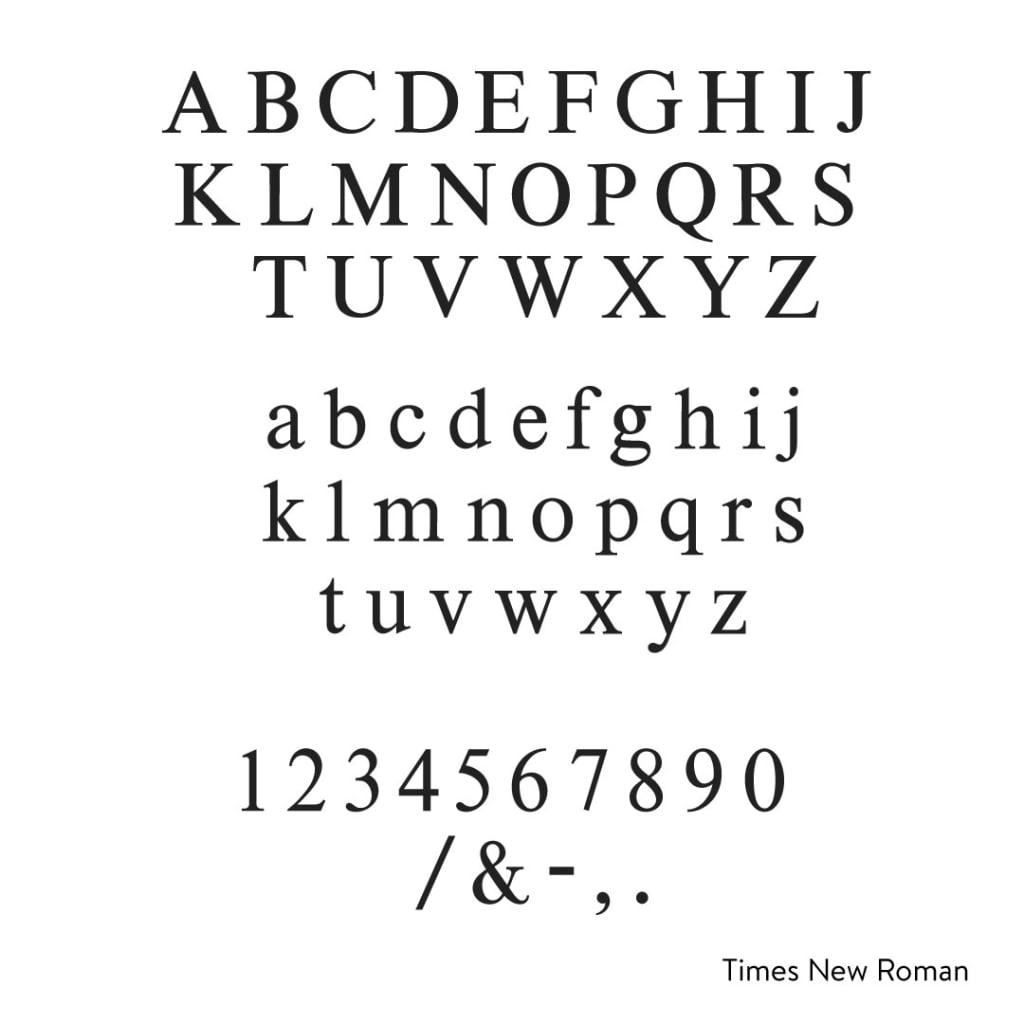 A B C D E F G H I J
K L M N O P Q R S
T U V W X Y Z
a b c d e f g h i j
k l m n o p q r s
t u v w x y z
1 2 3 4 5 6 7 8 9 0
/ & - , .
Times New Roman